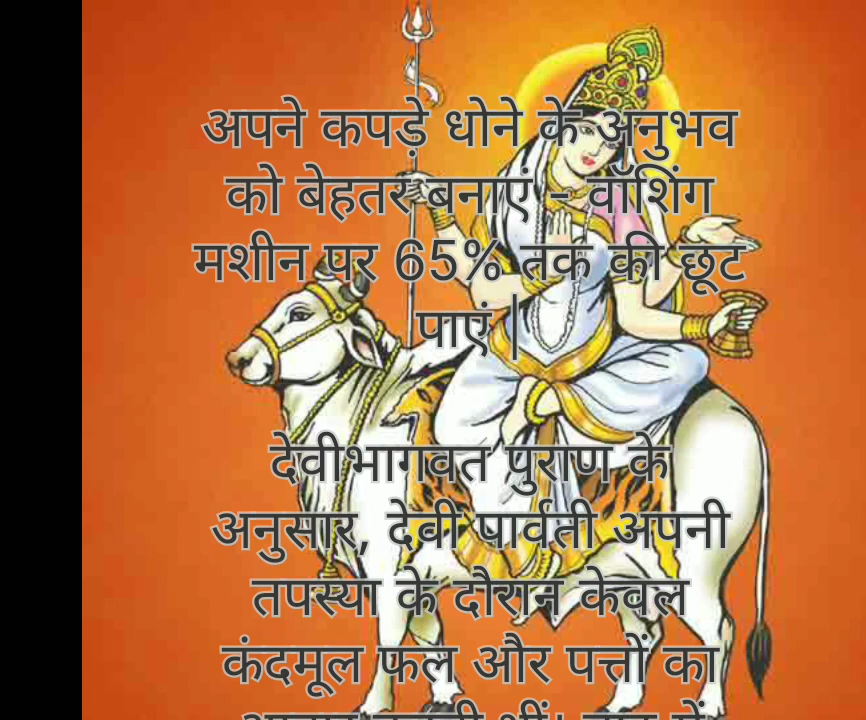 अपने कपड़े धोने के अनुभव
को बेहतर बनाएं - वॉशिंग
मशीन पर 65% तक की छूट
पाएं |
देवीभागवत पुराण के
अनुसार, देवी पार्वती अपनी
तपस्या के दौरान केवल
कंदमूल फल और पत्तों का